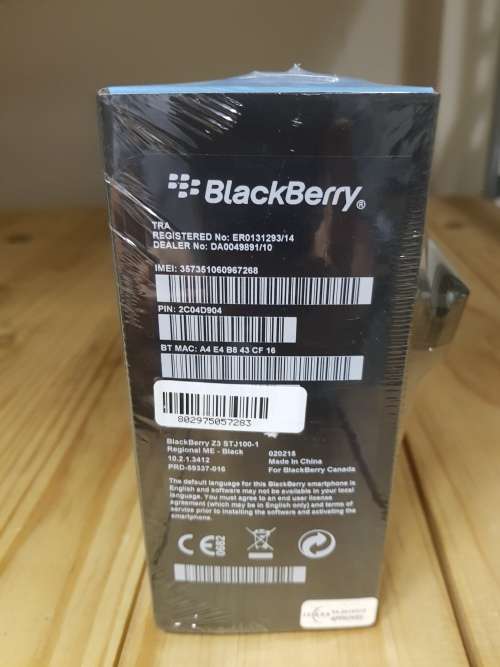 BlackBerry®
TRA
REGISTERED No: ER0131293/14
DEALER No: DA0049891/10
IMEI: 357351060967268
PIN: 2C04D904
BT MAC: A4 E4 B8 43 CF 16
802975057283
BlackBerry Z3 STJ100-1
Regional ME - Black
10.2.1.3412
PRD-59337-016
020215
Made in China
For BlackBerry Canada
The default language for this BlackBerry smartphone is
English and software may not be available in your local
language. You must agree to an end user license
agreement (which may be in English only) and terms of
service prior to installing the software and activating the
smartphone.
CE 0682
APPROVED